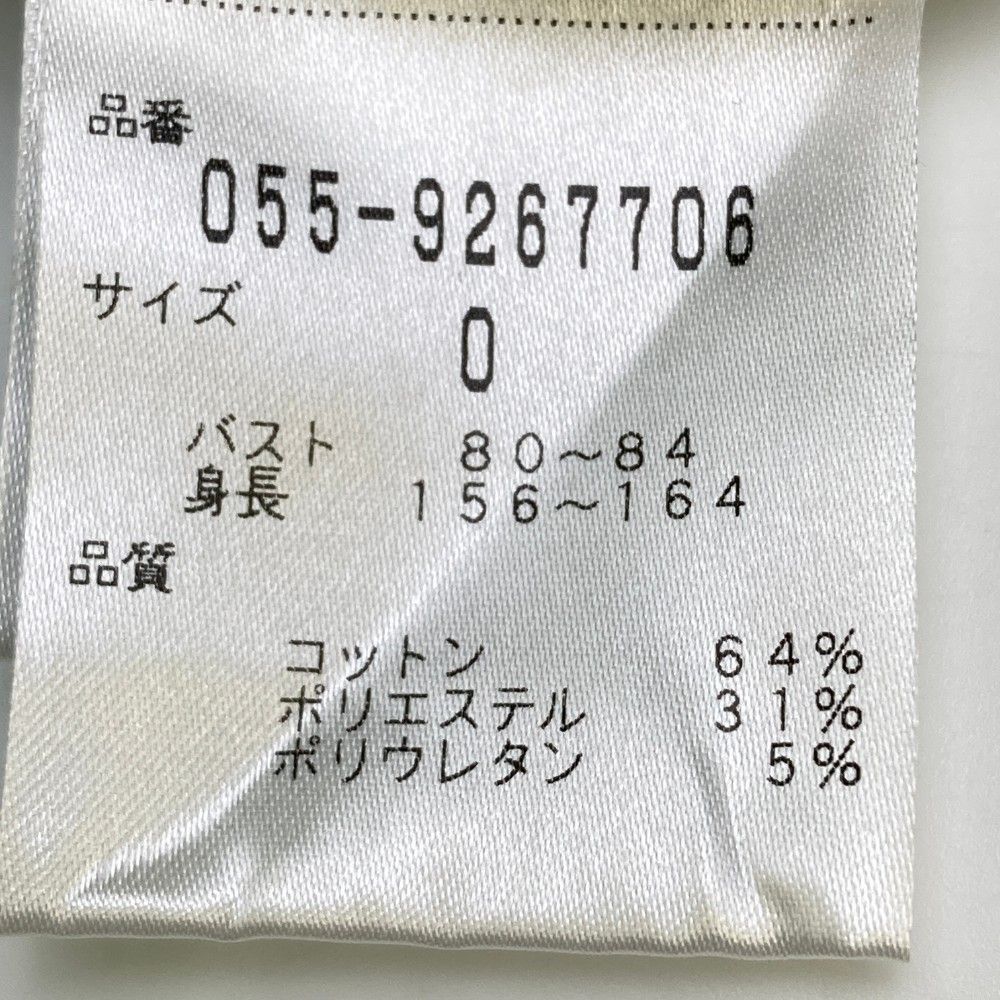 品番
055-9267706
サイズ
0
バスト 80～84
身長 156～164
品質
コットン 64%
ポリエステル 31%
ポリウレタン 5%